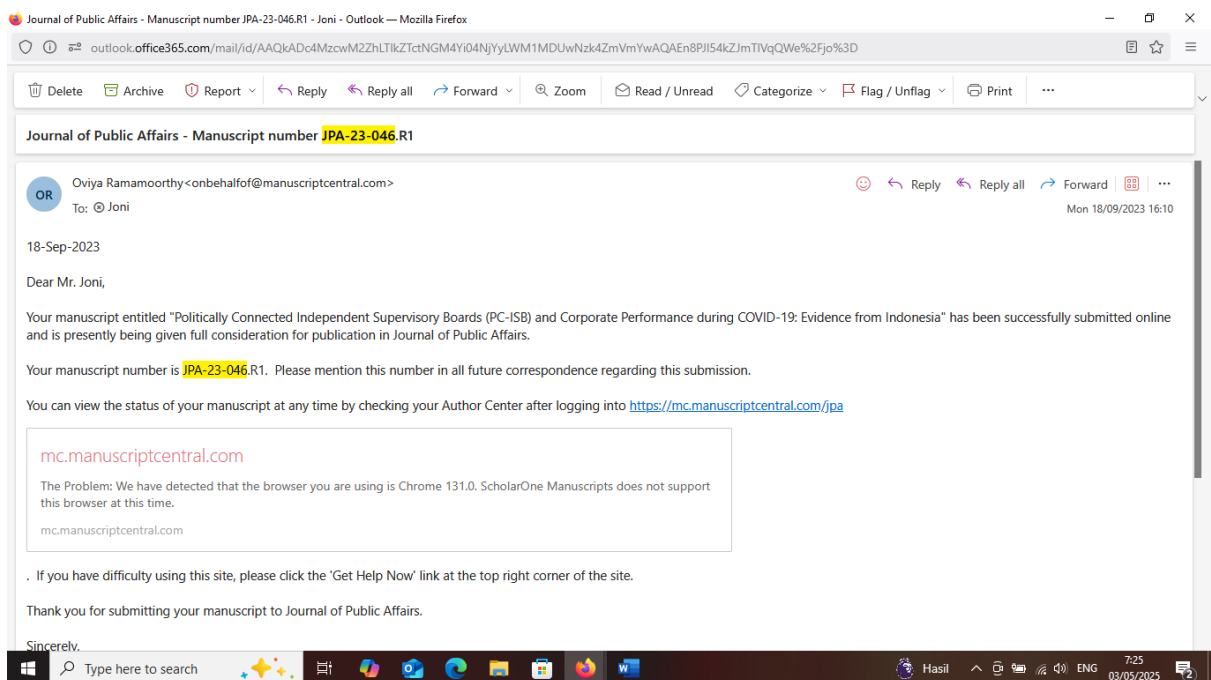 Journal of Public Affairs - Manuscript number JPA-23-046.R1 - Joni - Outlook — Mozilla Firefox
outlook.office365.com/mail/id/AAQkADc4MzcwM2ZhLTlkZTctNGM4Yi04NjYyLWM1MDUwNzk4ZmVmYwAQAEn8PJl54kZJmTIVqQWe%2Fjo%3D
Delete Archive Report Reply Reply all Forward Zoom Read / Unread Categorize Flag / Unflag Print ...
Journal of Public Affairs - Manuscript number JPA-23-046.R1
OR
Oviya Ramamoorthy<onbehalfof@manuscriptcentral.com>
Reply Reply all Forward ...
To: Joni
Mon 18/09/2023 16:10
18-Sep-2023
Dear Mr. Joni,
Your manuscript entitled "Politically Connected Independent Supervisory Boards (PC-ISB) and Corporate Performance during COVID-19: Evidence from Indonesia" has been successfully submitted online
and is presently being given full consideration for publication in Journal of Public Affairs.
Your manuscript number is JPA-23-046.R1.  Please mention this number in all future correspondence regarding this submission.
You can view the status of your manuscript at any time by checking your Author Center after logging into https://mc.manuscriptcentral.com/jpa
mc.manuscriptcentral.com
The Problem: We have detected that the browser you are using is Chrome 131.0. ScholarOne Manuscripts does not support
this browser at this time.
mc.manuscriptcentral.com
.  If you have difficulty using this site, please click the 'Get Help Now' link at the top right corner of the site.
Thank you for submitting your manuscript to Journal of Public Affairs.
Sincerely,
Type here to search
Hasil
ENG
7:25
03/05/2025
2